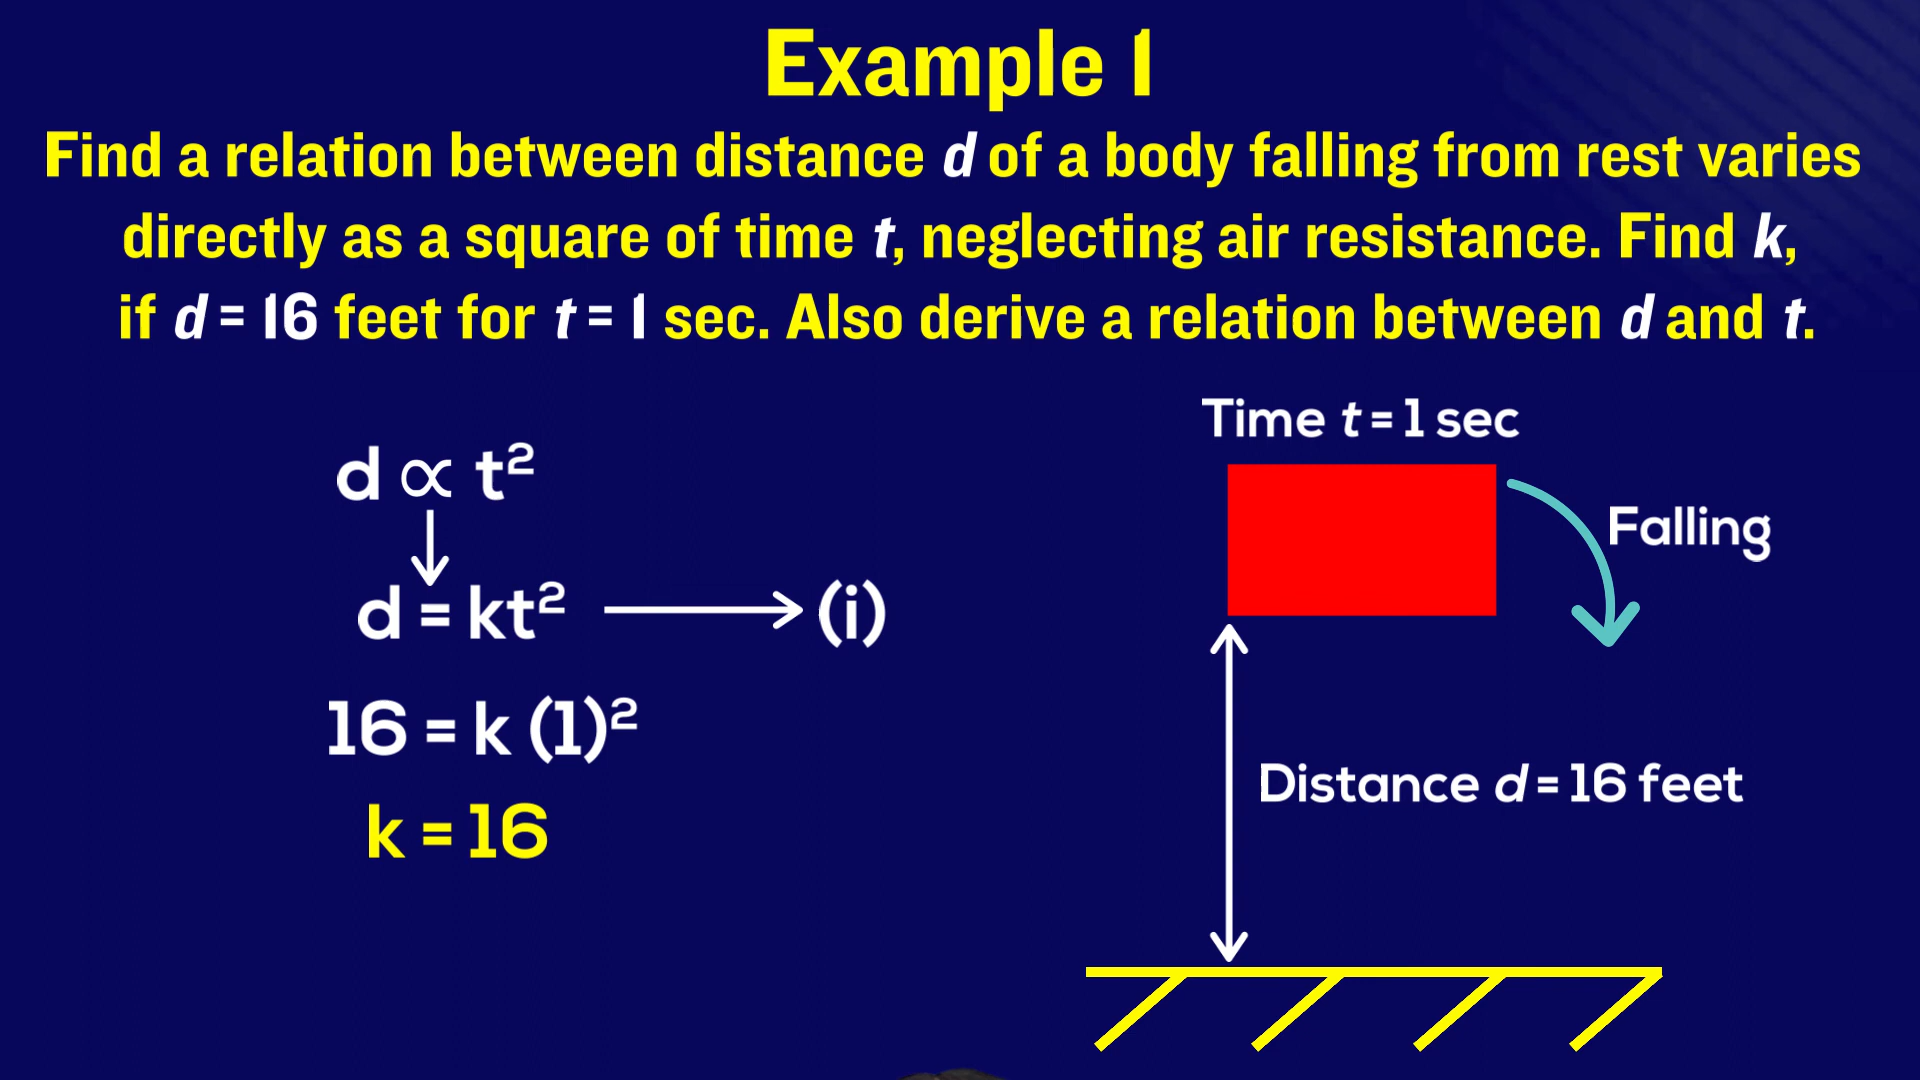 Example 1
Find a relation between distance d of a body falling from rest varies
directly as a square of time t, neglecting air resistance. Find k,
if d = 16 feet for t = 1 sec. Also derive a relation between d and t.
d ∝ t²
d = kt² → (i)
16 = k (1)²
k = 16
Time t = 1 sec
Falling
Distance d = 16 feet